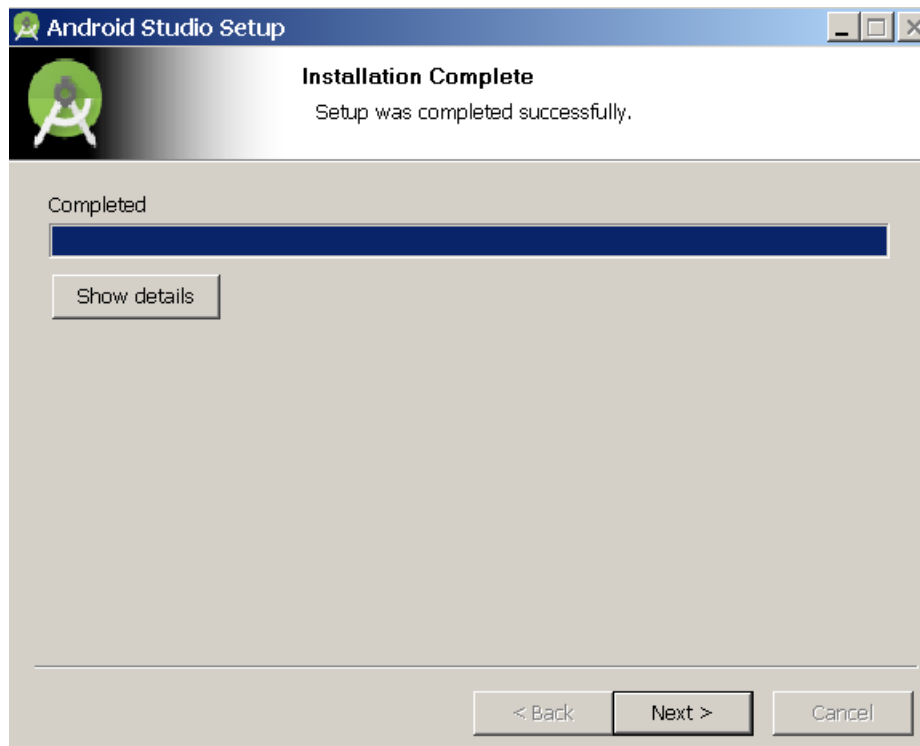 Android Studio Setup
Installation Complete
Setup was completed successfully.
Completed
Show details
< Back
Next >
Cancel